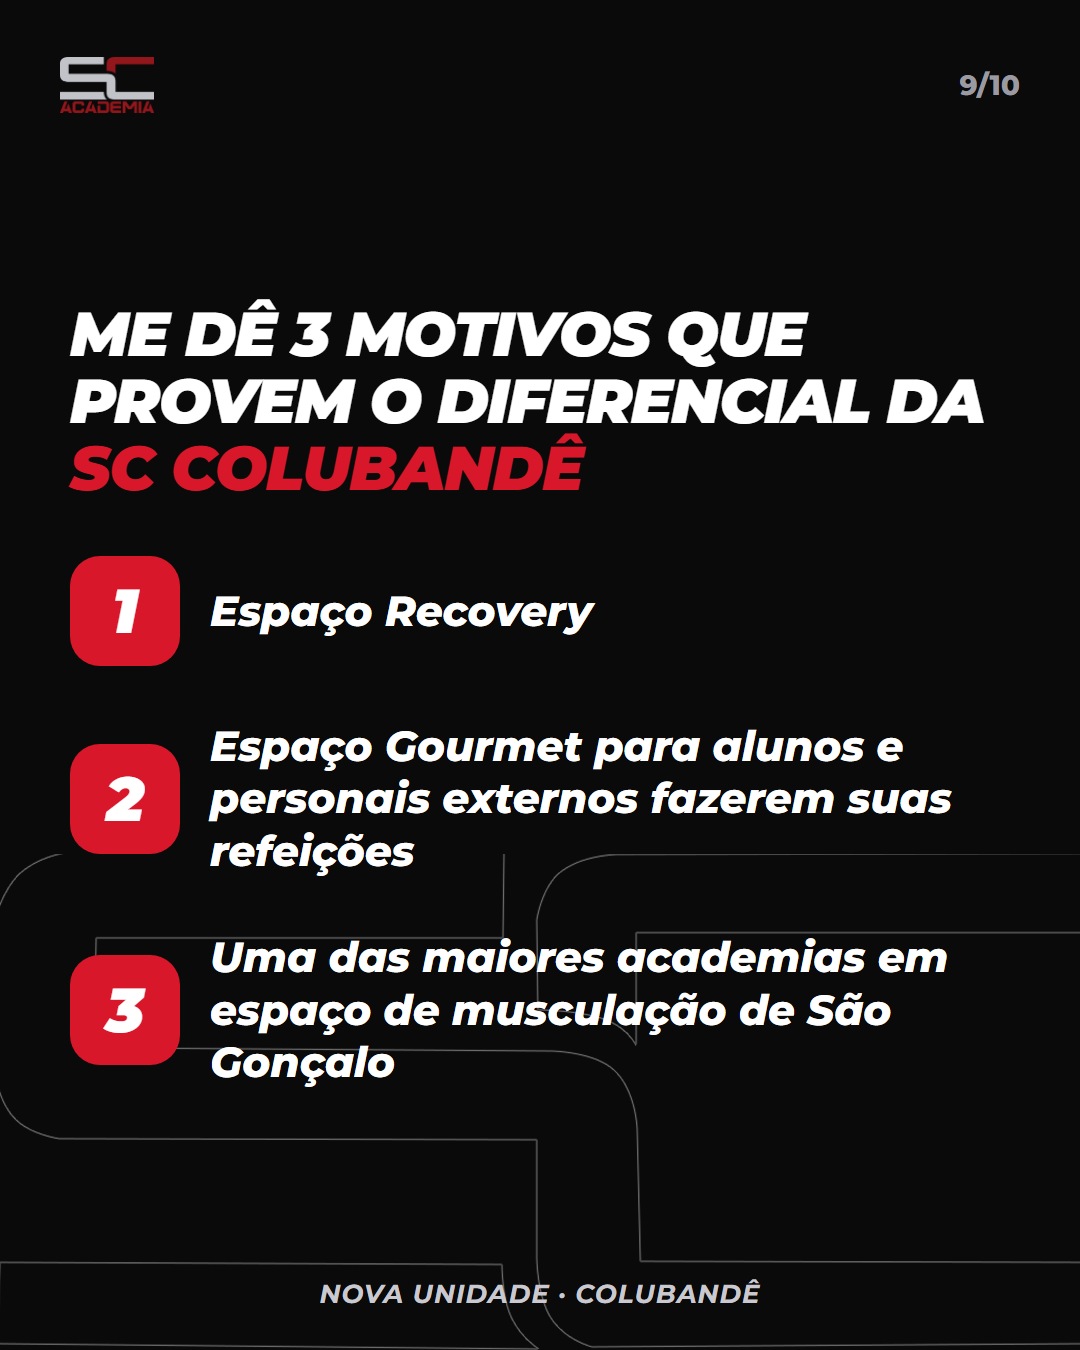 SC
ACADEMIA
9/10
ME DÊ 3 MOTIVOS QUE
PROVEM O DIFERENCIAL DA
SC COLUBANDÊ
1
Espaço Recovery
2
Espaço Gourmet para alunos e
personais externos fazerem suas
refeições
3
Uma das maiores academias em
espaço de musculação de São
Gonçalo
NOVA UNIDADE · COLUBANDÊ